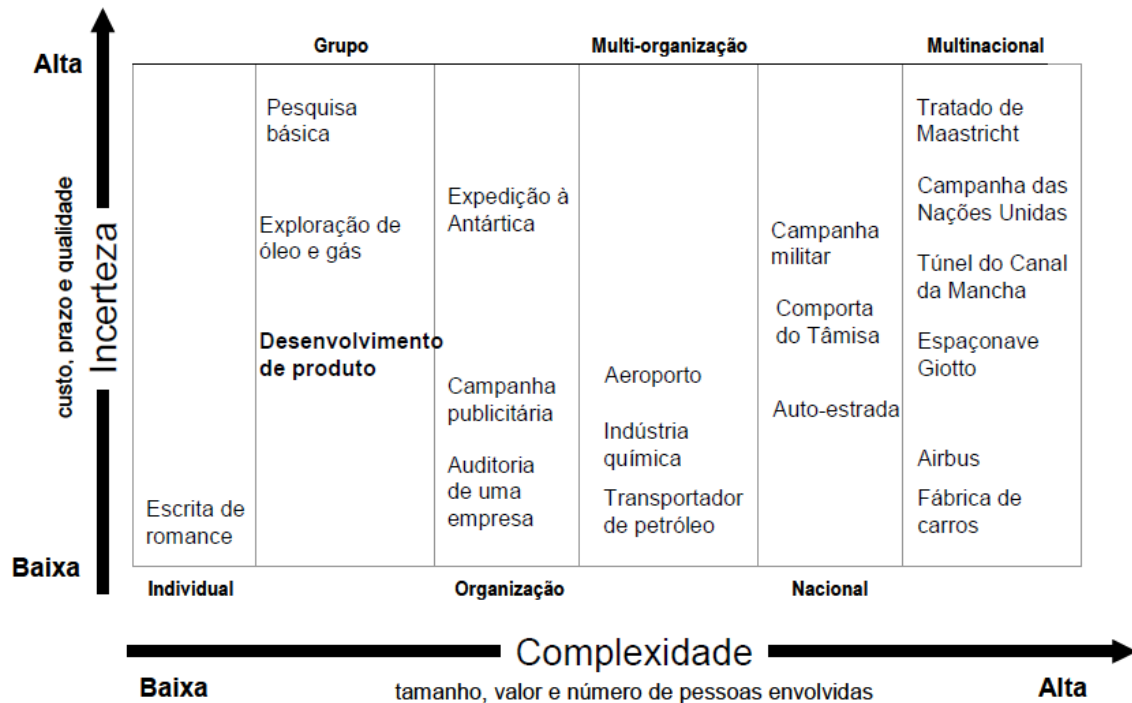 Grupo
Multi-organização
Multinacional
Alta
custo, prazo e qualidade
Incerteza
Pesquisa
básica
Exploração de
óleo e gás
Desenvolvimento
de produto
Expedição à
Antártica
Campanha
publicitária
Auditoria
de uma
empresa
Aeroporto
Indústria
química
Transportador
de petróleo
Campanha
militar
Comporta
do Tâmisa
Auto-estrada
Tratado de
Maastricht
Campanha das
Nações Unidas
Túnel do Canal
da Mancha
Espaçonave
Giotto
Airbus
Fábrica de
carros
Escrita de
romance
Baixa
Individual
Organização
Nacional
Complexidade
Baixa
tamanho, valor e número de pessoas envolvidas
Alta